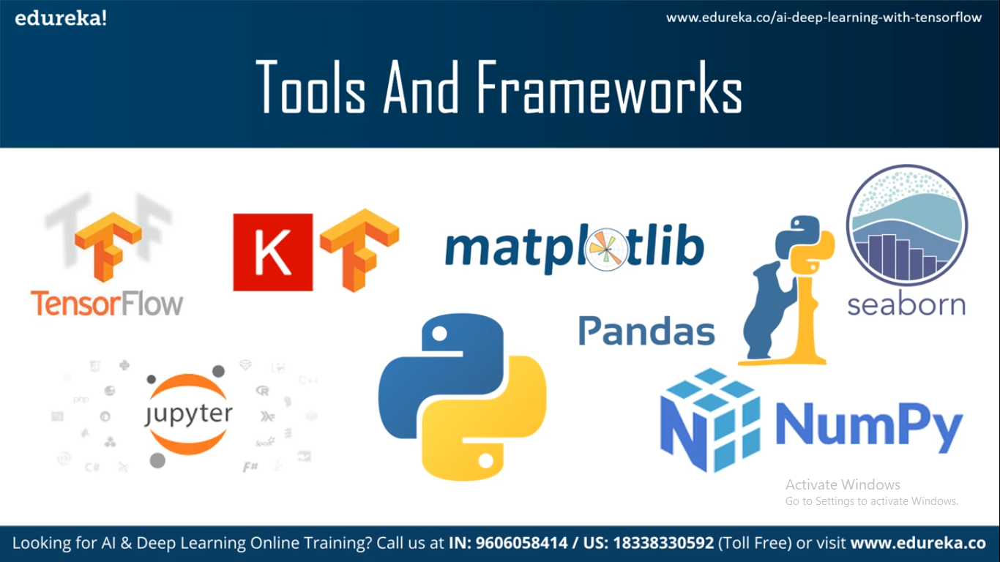 edureka!
www.edureka.co/ai-deep-learning-with-tensorflow
Tools And Frameworks
TensorFlow
K
matplotlib
seaborn
Pandas
jupyter
php
C++
R
Spark
C#
F#
N
NumPy
Activate Windows
Go to Settings to activate Windows.
Looking for AI & Deep Learning Online Training? Call us at IN: 9606058414 / US: 18338330592 (Toll Free) or visit www.edureka.co